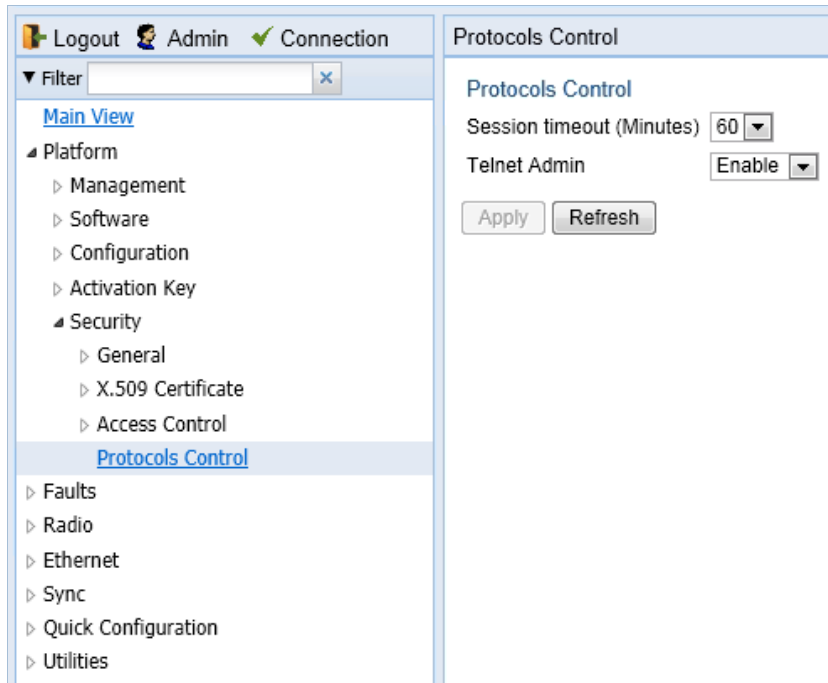 Logout Admin Connection
Filter
Main View
Platform
Management
Software
Configuration
Activation Key
Security
General
X.509 Certificate
Access Control
Protocols Control
Faults
Radio
Ethernet
Sync
Quick Configuration
Utilities
Protocols Control
Protocols Control
Session timeout (Minutes) 60
Telnet Admin Enable
Apply Refresh